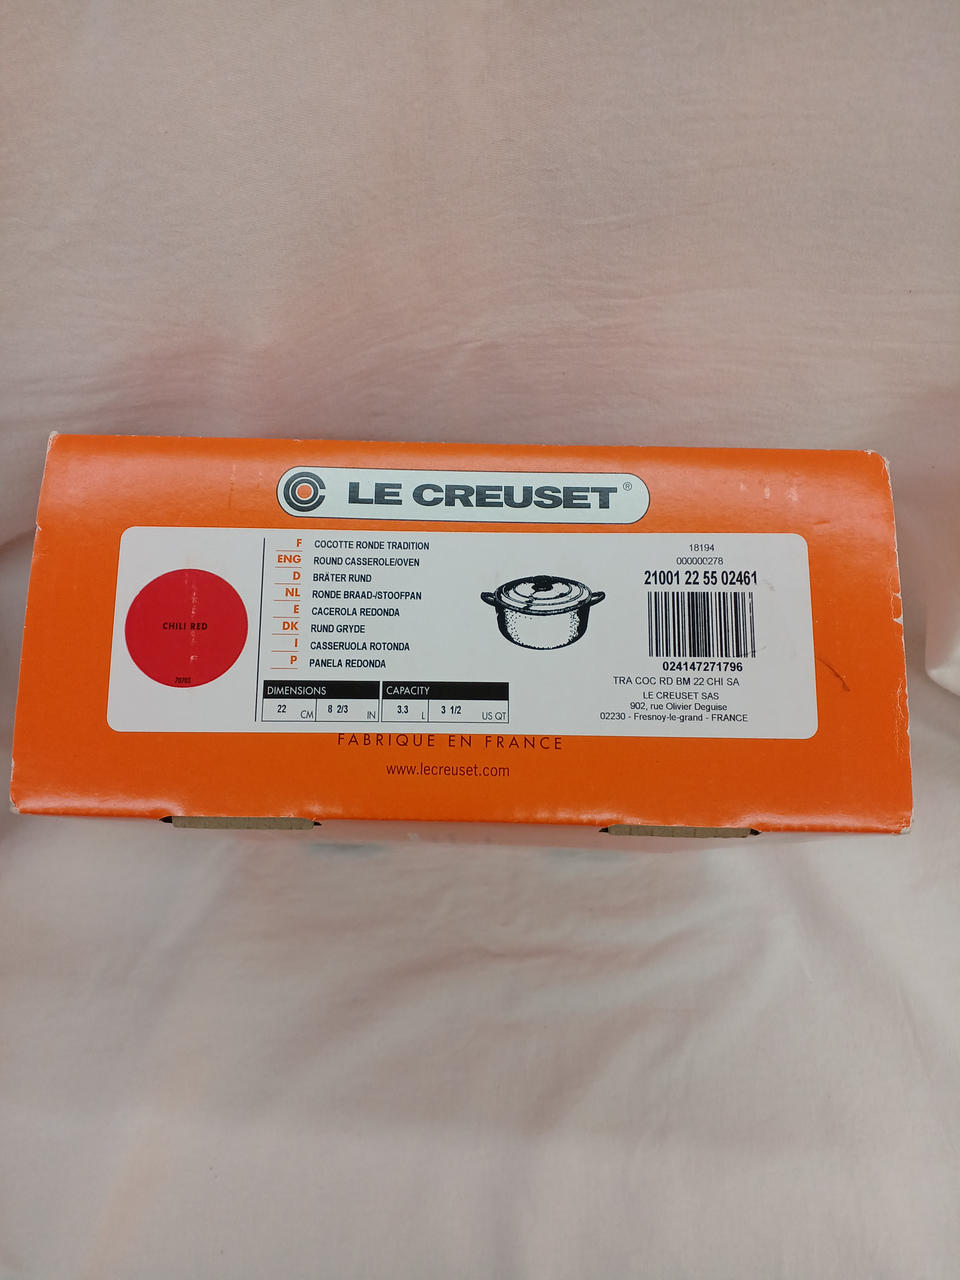 LE CREUSET®
CHILI RED
F COCOTTE RONDE TRADITION
ENG ROUND CASSEROLE/OVEN
D BRÄTER RUND
NL RONDE BRAAD-/STOOFPAN
E CACEROLA REDONDA
DK RUND GRYDE
I CASSERUOLA ROTONDA
P PANELA REDONDA
DIMENSIONS
22 CM 8 2/3 IN
CAPACITY
3,3 L 3 1/2 US QT
18194
000000278
21001 22 55 02461
024147271796
TRA COC RD BM 22 CHI SA
LE CREUSET SAS
902, rue Olivier Deguise
02230 - Fresnoy-le-grand - FRANCE
FABRIQUE EN FRANCE
www.lecreuset.com